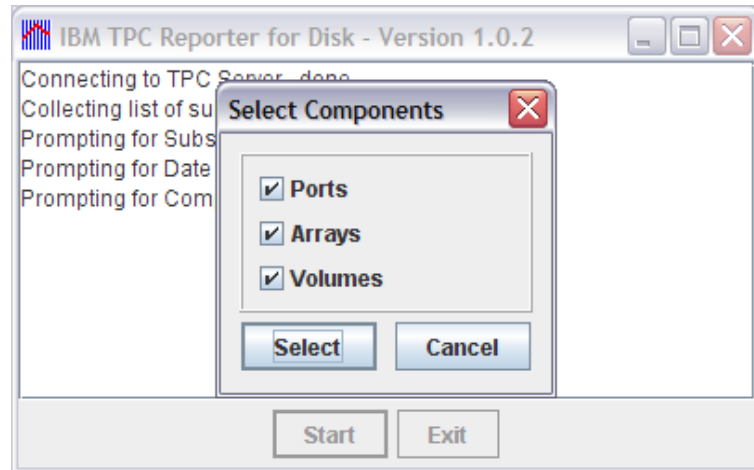 IBM TPC Reporter for Disk - Version 1.0.2
Connecting to TPC Server...done
Collecting list of su
Prompting for Subs
Prompting for Date
Prompting for Com
Select Components
Ports
Arrays
Volumes
Select Cancel
Start Exit